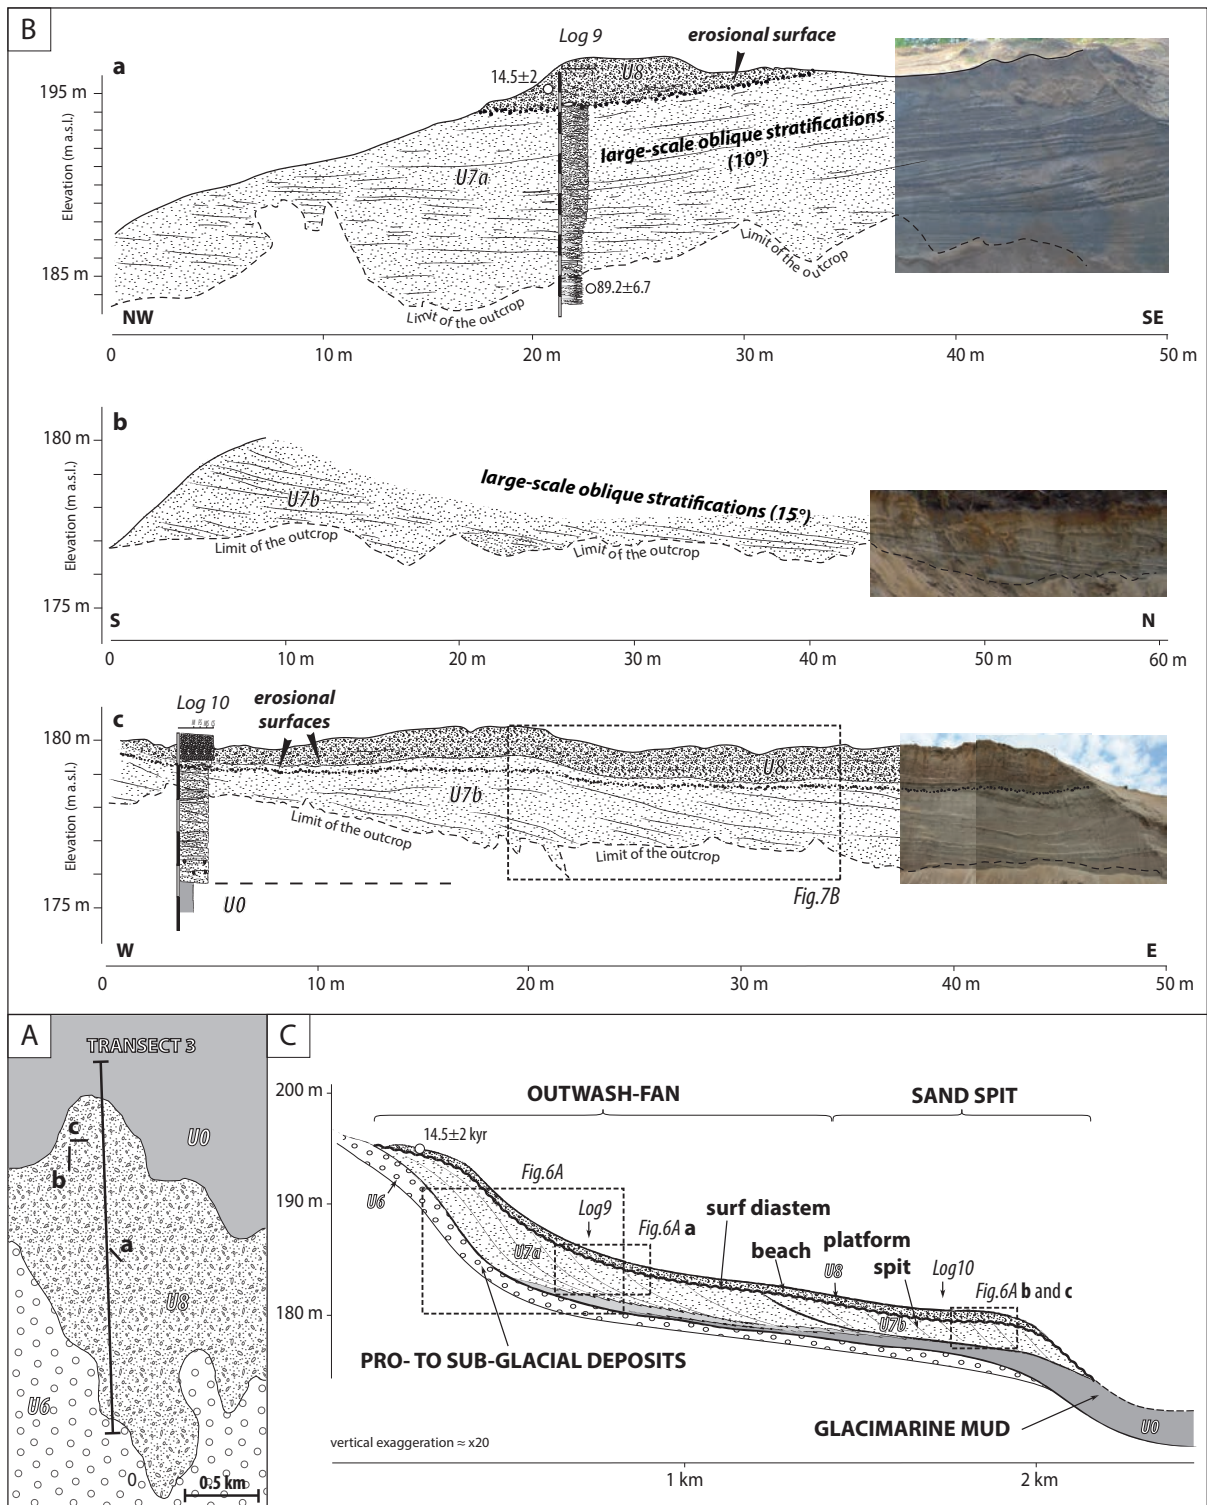 B
a
Log 9
erosional surface
14.5±2
U8
195 m
Elevation (m a.s.l.)
large-scale oblique stratifications
(10°)
U7a
Limit of the outcrop
185 m
89.2±6.7
Limit of the outcrop
NW
SE
0
10 m
20 m
30 m
40 m
50 m
b
180 m
Elevation (m a.s.l.)
large-scale oblique stratifications (15°)
U7b
Limit of the outcrop
Limit of the outcrop
175 m
S
N
0
10 m
20 m
30 m
40 m
50 m
60 m
c
Log 10
erosional
surfaces
180 m
Elevation (m a.s.l.)
U8
U7b
Limit of the outcrop
Limit of the outcrop
Fig.7B
175 m
U0
W
E
0
10 m
20 m
30 m
40 m
50 m
A
TRANSECT 3
U0
c
b
a
U8
U6
0
0.5 km
C
200 m
OUTWASH-FAN
SAND SPIT
14.5±2 kyr
Fig.6A
U6
190 m
Log9
Fig.6A a
surf diastem
beach
platform
spit
U8
Log10
Fig.6A b and c
U7a
180 m
U7b
PRO- TO SUB-GLACIAL DEPOSITS
GLACIMARINE MUD
U0
vertical exaggeration ≈ x20
1 km
2 km